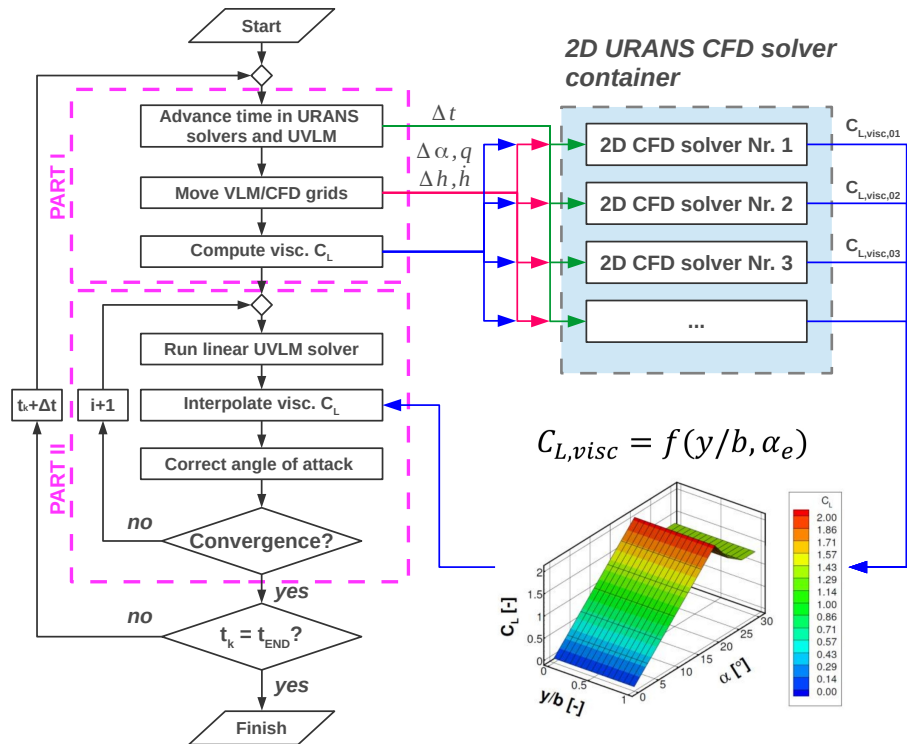 Start
2D URANS CFD solver
container
PART I
Advance time in URANS
solvers and UVLM
Move VLM/CFD grids
Compute visc. C_L
Δt
Δα, q
Δh, ḣ
2D CFD solver Nr. 1
2D CFD solver Nr. 2
2D CFD solver Nr. 3
...
C_L,visc,01
C_L,visc,02
C_L,visc,03
PART II
Run linear UVLM solver
Interpolate visc. C_L
Correct angle of attack
Convergence?
no
yes
i+1
t_k+Δt
t_k = t_END?
no
yes
Finish
C_L,visc = f(y/b, α_e)
C_L [-]
2
1.5
1
0.5
0
0
0.5
1
y/b [-]
0
5
10
15
20
25
30
α [°]
C_L
2.00
1.86
1.71
1.57
1.43
1.29
1.14
1.00
0.86
0.71
0.57
0.43
0.29
0.14
0.00